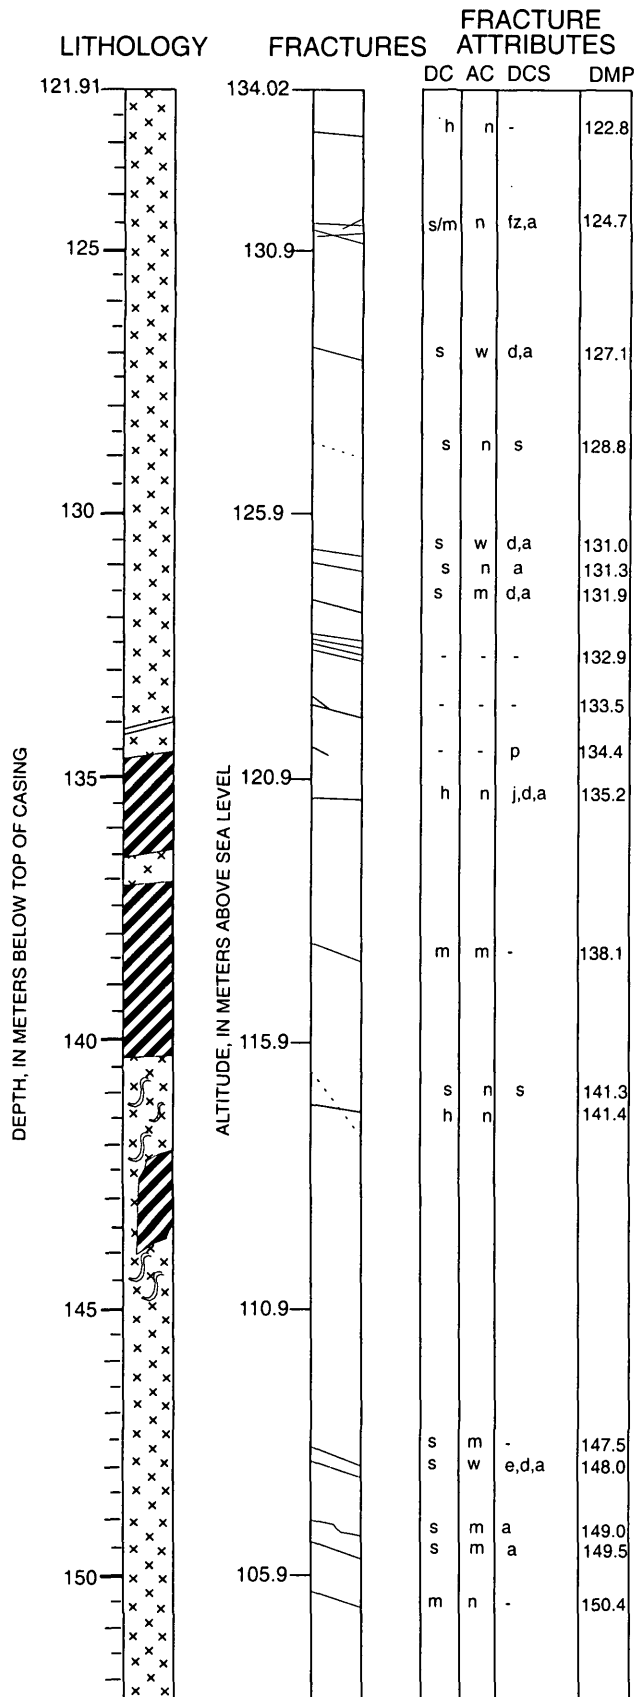 LITHOLOGY FRACTURES FRACTURE ATTRIBUTES
DC AC DCS DMP
121.91 134.02
h n - 122.8
s/m n fz,a 124.7
125 130.9
s w d,a 127.1
s n s 128.8
130 125.9
s w d,a 131.0
s n a 131.3
s m d,a 131.9
- - - 132.9
- - - 133.5
- - p 134.4
135 120.9
h n j,d,a 135.2
DEPTH, IN METERS BELOW TOP OF CASING
ALTITUDE, IN METERS ABOVE SEA LEVEL
m m - 138.1
140 115.9
s n s 141.3
h n 141.4
145 110.9
s m - 147.5
s w e,d,a 148.0
s m a 149.0
s m a 149.5
150 105.9
m n - 150.4